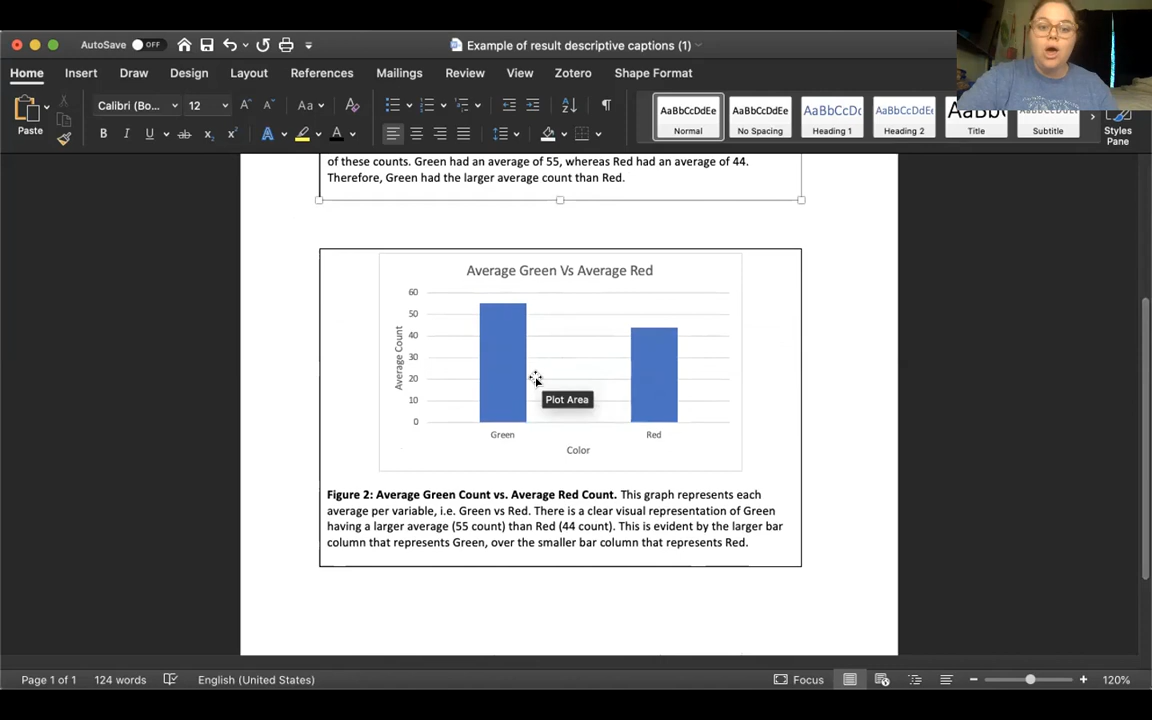 AutoSave OFF
Example of result descriptive captions (1)
Home Insert Draw Design Layout References Mailings Review View Zotero Shape Format
Paste
Calibri (Bo... 12
AaBbCcDdEe AaBbCcDdEe AaBbCcDc AaBbCcDdEe AaBbC AaBbCcDdEe
Normal No Spacing Heading 1 Heading 2 Title Subtitle
Styles
Pane
of these counts. Green had an average of 55, whereas Red had an average of 44.
Therefore, Green had the larger average count than Red.
Average Green Vs Average Red
60
50
40
30
20
10
0
Average Count
Plot Area
Green Red
Color
Figure 2: Average Green Count vs. Average Red Count. This graph represents each
average per variable, i.e. Green vs Red. There is a clear visual representation of Green
having a larger average (55 count) than Red (44 count). This is evident by the larger bar
column that represents Green, over the smaller bar column that represents Red.
Page 1 of 1 124 words English (United States) Focus 120%